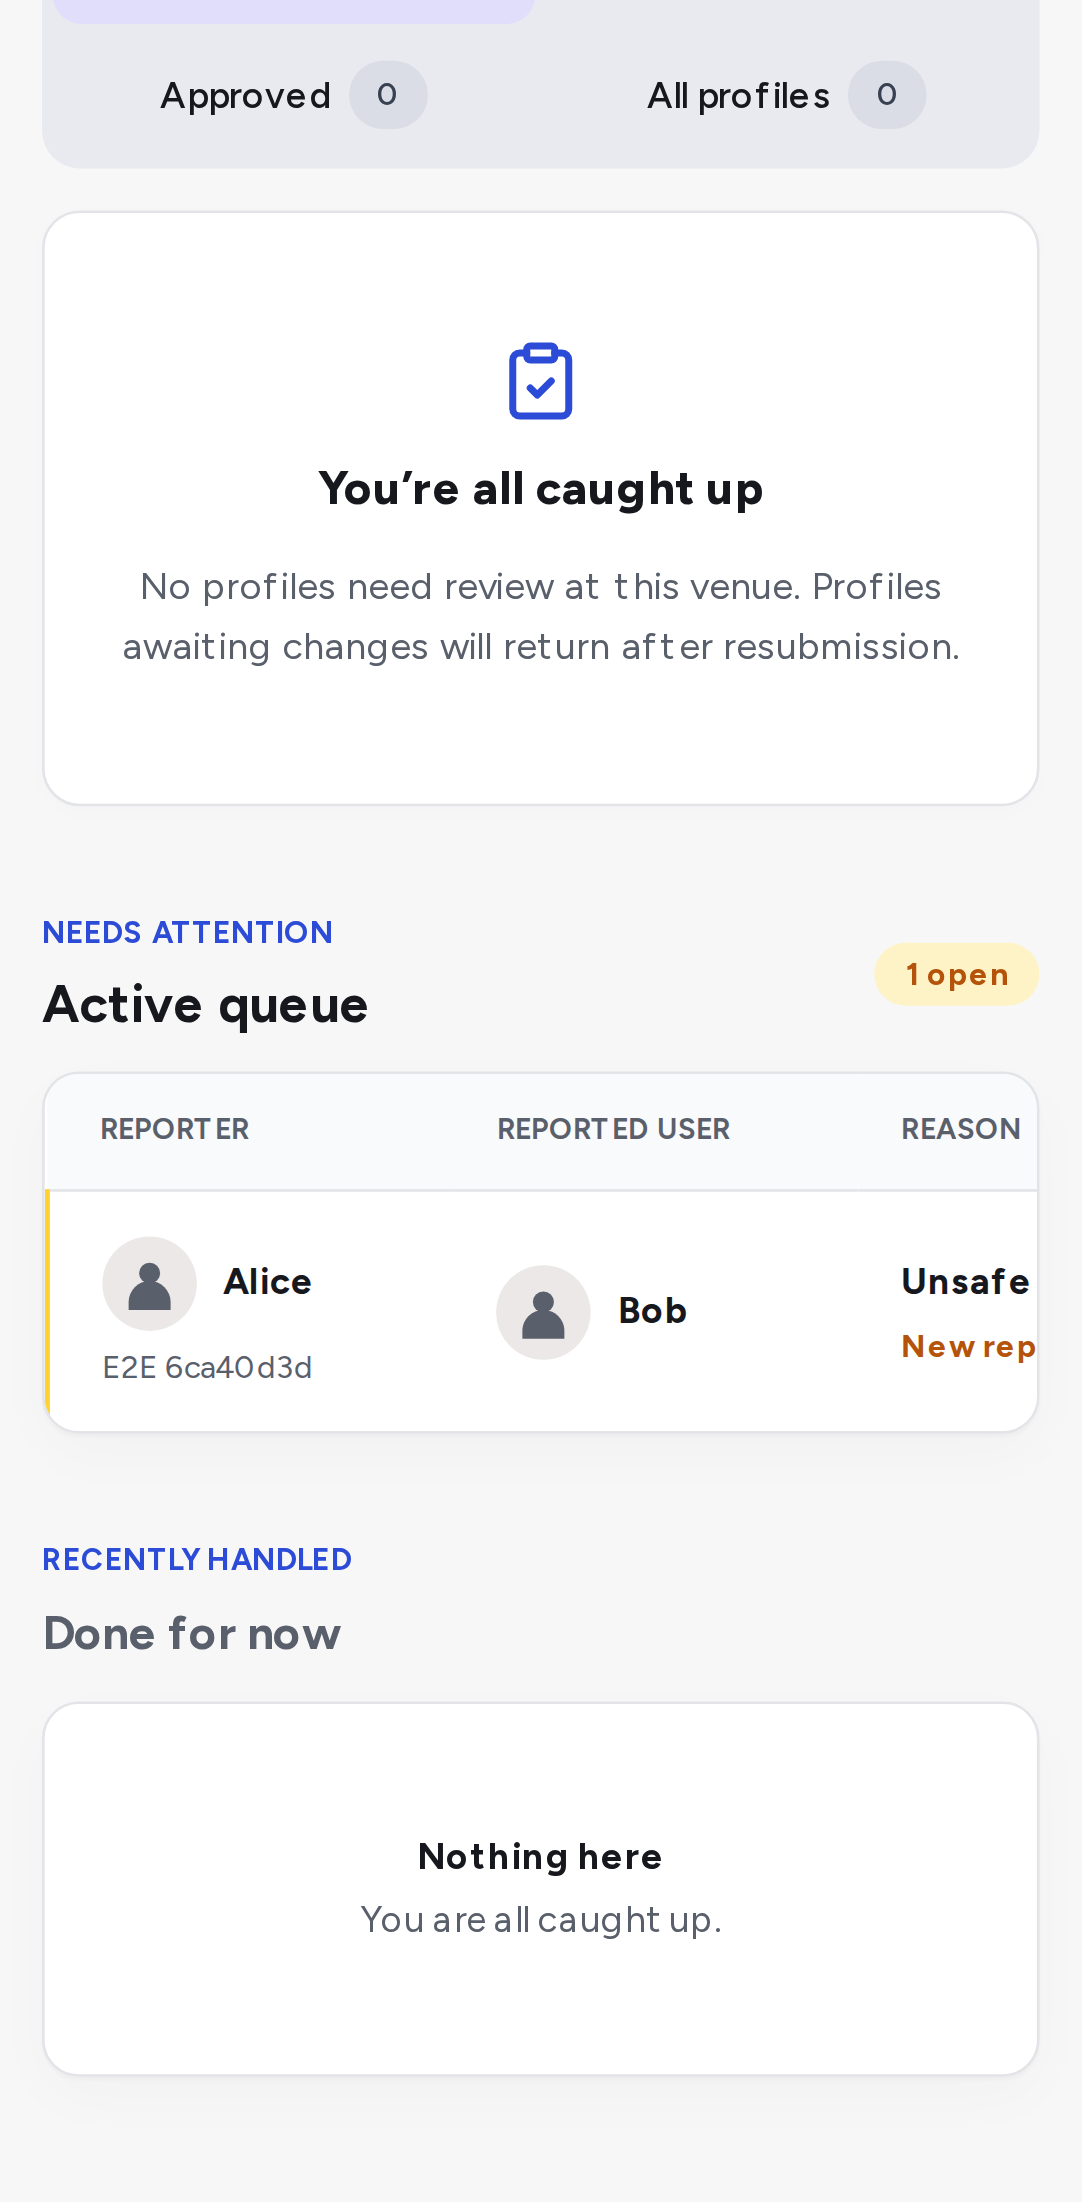 Approved 0 All profiles 0
You’re all caught up
No profiles need review at this venue. Profiles
awaiting changes will return after resubmission.
NEEDS ATTENTION
Active queue
1 open
REPORTER REPORTED USER REASON
Alice Bob Unsafe
E2E 6ca40d3d New rep
RECENTLY HANDLED
Done for now
Nothing here
You are all caught up.